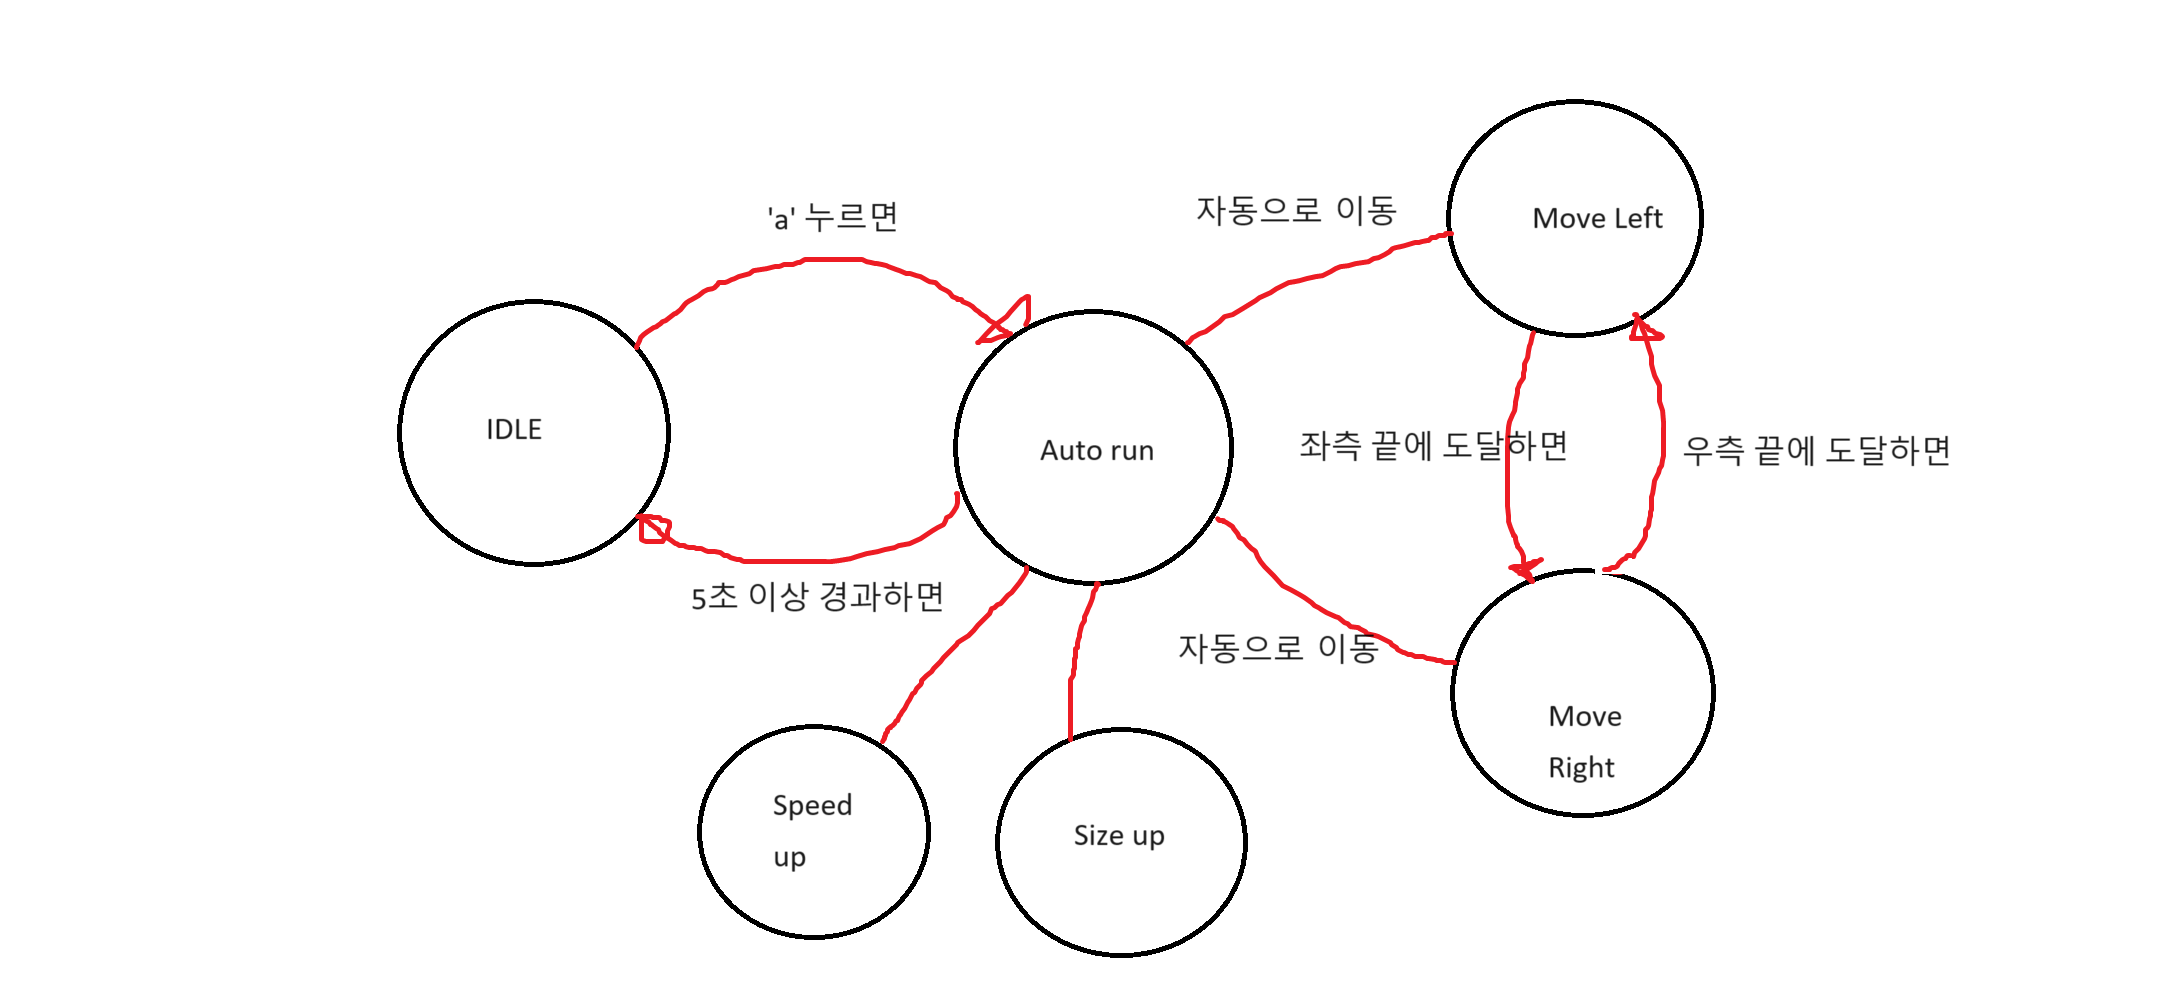 'a' 누르면
자동으로 이동
Move Left
IDLE
Auto run
좌측 끝에 도달하면
우측 끝에 도달하면
5초 이상 경과하면
자동으로 이동
Move
Right
Speed
up
Size up